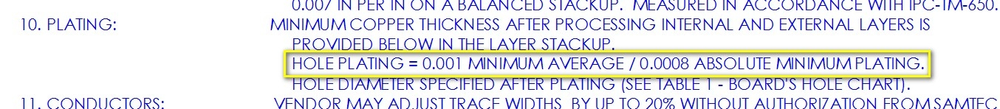 0.007 IN PER IN ON A BALANCED STACKUP. MEASURED IN ACCORDANCE WITH IPC-TM-650.
10. PLATING: MINIMUM COPPER THICKNESS AFTER PROCESSING INTERNAL AND EXTERNAL LAYERS IS
PROVIDED BELOW IN THE LAYER STACKUP.
HOLE PLATING = 0.001 MINIMUM AVERAGE / 0.0008 ABSOLUTE MINIMUM PLATING.
HOLE DIAMETER SPECIFIED AFTER PLATING (SEE TABLE 1 - BOARD'S HOLE CHART).
11. CONDUCTORS: VENDOR MAY ADJUST TRACE WIDTHS BY UP TO 20% WITHOUT AUTHORIZATION FROM SAMTEC